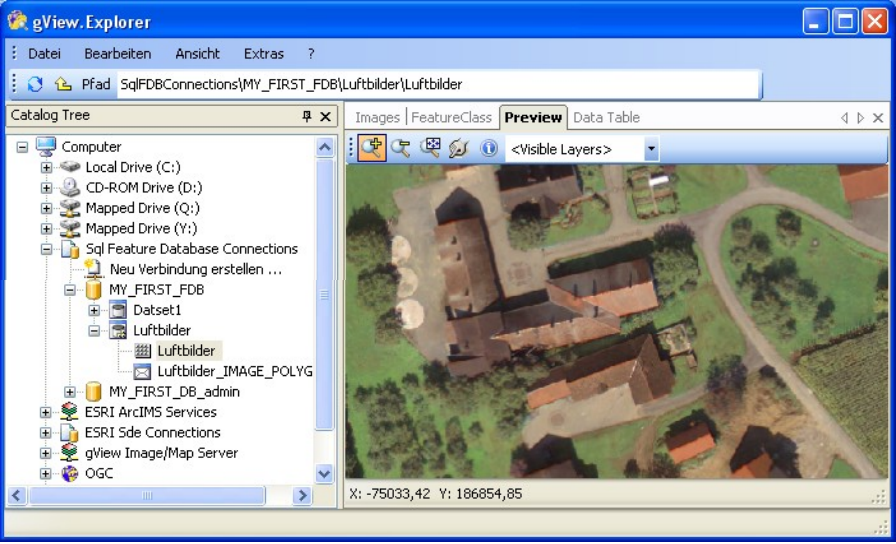 gView.Explorer
Datei Bearbeiten Ansicht Extras ?
Pfad SqlFDBConnections\MY_FIRST_FDB\Luftbilder\Luftbilder
Catalog Tree
Computer
Local Drive (C:)
CD-ROM Drive (D:)
Mapped Drive (Q:)
Mapped Drive (Y:)
Sql Feature Database Connections
Neu Verbindung erstellen ...
MY_FIRST_FDB
Datset1
Luftbilder
Luftbilder
Luftbilder_IMAGE_POLYG
MY_FIRST_DB_admin
ESRI ArcIMS Services
ESRI Sde Connections
gView Image/Map Server
OGC
Images FeatureClass Preview Data Table
<Visible Layers>
X: -75033,42 Y: 186854,85